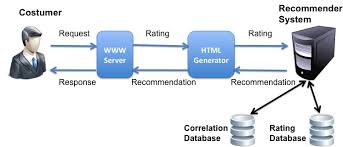 Costumer
Recommender
System
Request
Rating
Rating
WWW
Server
HTML
Generator
Response
Recommendation
Recommendation
Correlation
Database
Rating
Database